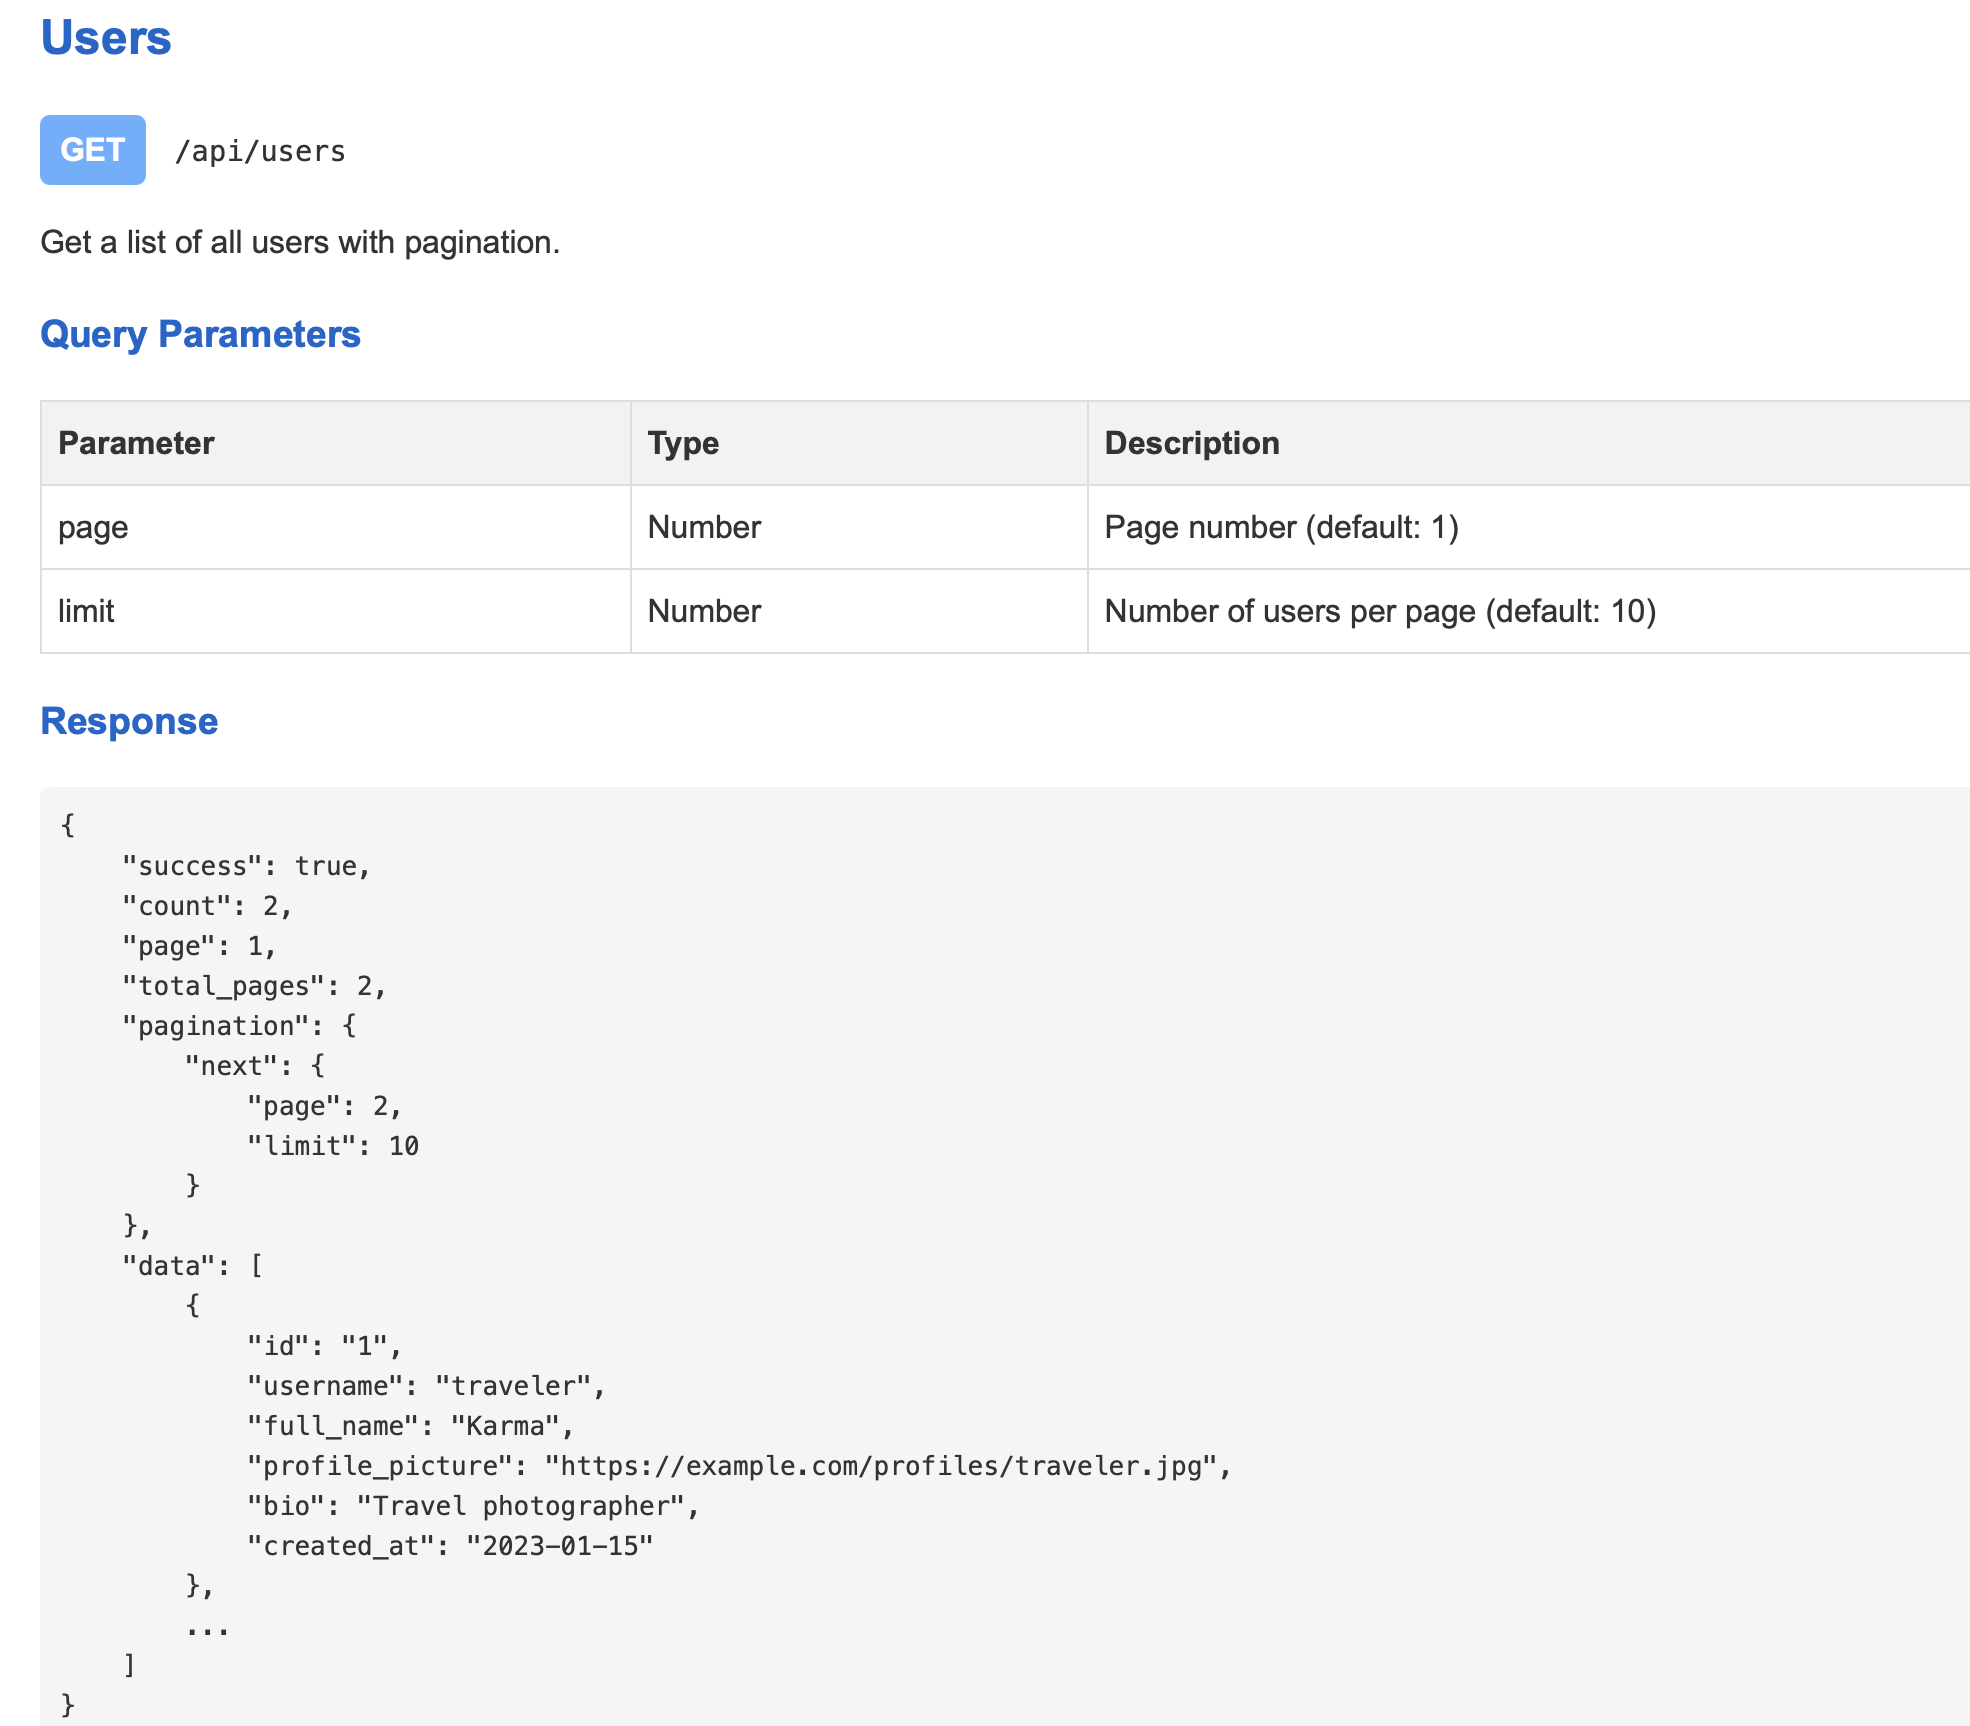 Users
GET /api/users
Get a list of all users with pagination.
Query Parameters
Parameter Type Description
page Number Page number (default: 1)
limit Number Number of users per page (default: 10)
Response
{
    "success": true,
    "count": 2,
    "page": 1,
    "total_pages": 2,
    "pagination": {
        "next": {
            "page": 2,
            "limit": 10
        }
    },
    "data": [
        {
            "id": "1",
            "username": "traveler",
            "full_name": "Karma",
            "profile_picture": "https://example.com/profiles/traveler.jpg",
            "bio": "Travel photographer",
            "created_at": "2023-01-15"
        },
        ...
    ]
}